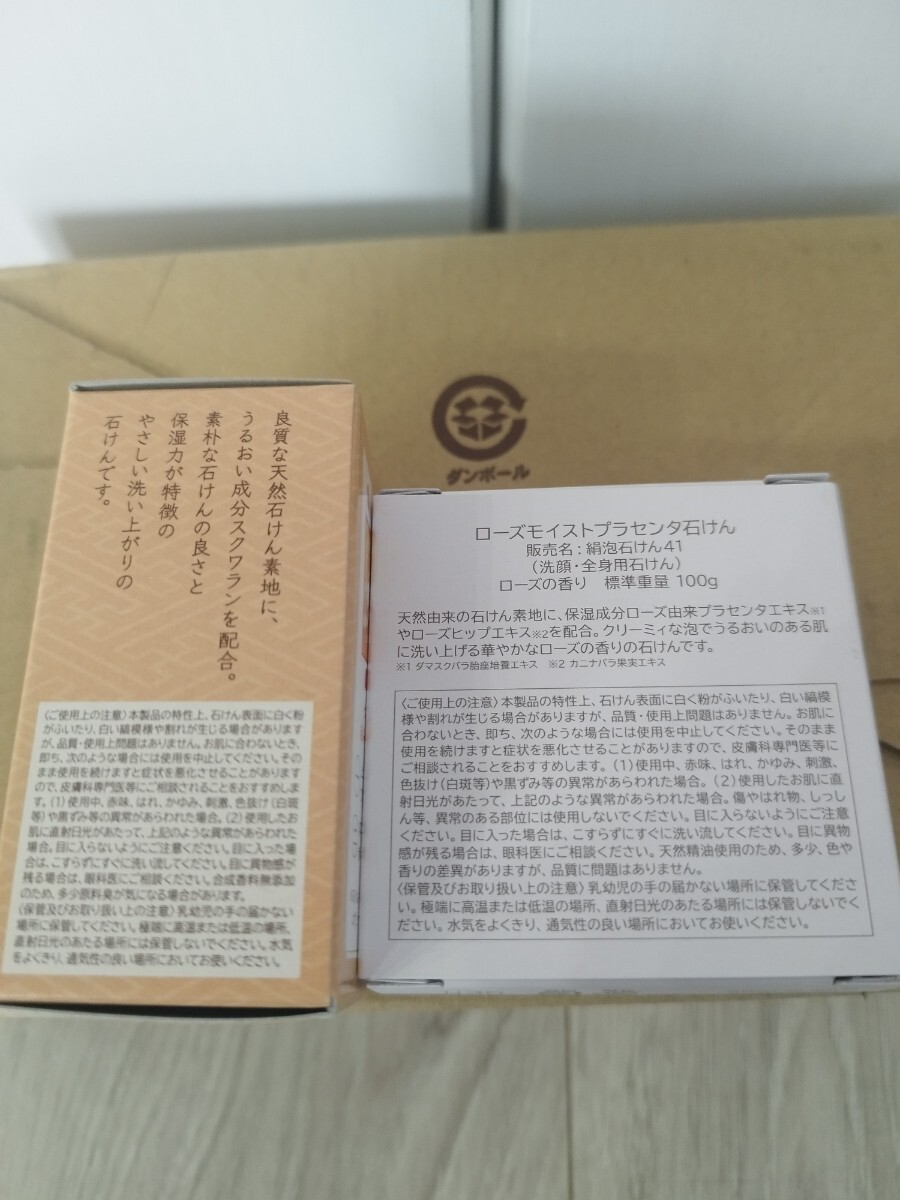 ダンボール
良質な天然石けん素地に、
うるおい成分スクワランを配合。
素朴な石けんの良さと
保湿力が特徴の
やさしい洗い上がりの
石けんです。
〈ご使用上の注意〉本製品の特性上、石けん表面に白く粉
がふいたり、白い縞模様や割れが生じる場合があります
が、品質・使用上問題はありません。お肌に合わないとき、
即ち、次のような場合には使用を中止してください。その
まま使用を続けますと症状を悪化させることがあります
ので、皮膚科専門医等にご相談されることをおすすめしま
す。(1)使用中、赤味、はれ、かゆみ、刺激、色抜け(白斑
等)や黒ずみ等の異常があらわれた場合。(2)使用したお
肌に直射日光があたって、上記のような異常があらわれた
場合。目に入らないようにご注意ください。目に入った場
合は、こすらずにすぐに洗い流してください。目に異物感が
残る場合は、眼科医にご相談ください。合成香料無添加
のため、多少原料臭が気になる場合があります。
〈保管及びお取り扱い上の注意〉乳幼児の手の届かない
場所に保管してください。極端に高温または低温の場所、
直射日光のあたる場所には保管しないでください。水気
をよくきり、通気性の良い場所においてお使いください。
ローズモイストプラセンタ石けん
販売名：絹泡石けん41
(洗顔・全身用石けん)
ローズの香り 標準重量 100g
天然由来の石けん素地に、保湿成分ローズ由来プラセンタエキス※1
やローズヒップエキス※2を配合。クリーミィな泡でうるおいのある肌
に洗い上げる華やかなローズの香りの石けんです。
※1 ダマスクバラ胎座培養エキス ※2 カニナバラ果実エキス
〈ご使用上の注意〉本製品の特性上、石けん表面に白く粉がふいたり、白い縞模
様や割れが生じる場合がありますが、品質・使用上問題はありません。お肌に
合わないとき、即ち、次のような場合には使用を中止してください。そのまま
使用を続けますと症状を悪化させることがありますので、皮膚科専門医等に
ご相談されることをおすすめします。(1)使用中、赤味、はれ、かゆみ、刺激、
色抜け(白斑等)や黒ずみ等の異常があらわれた場合。(2)使用したお肌に直
射日光があたって、上記のような異常があらわれた場合。傷やはれ物、しっし
ん等、異常のある部位には使用しないでください。目に入らないようにご注意
ください。目に入った場合は、こすらずにすぐに洗い流してください。目に異物
感が残る場合は、眼科医にご相談ください。天然精油使用のため、多少、色や
香りの差異がありますが、品質に問題はありません。
〈保管及びお取り扱い上の注意〉乳幼児の手の届かない場所に保管してくださ
い。極端に高温または低温の場所、直射日光のあたる場所には保管しないでく
ださい。水気をよくきり、通気性の良い場所においてお使いください。